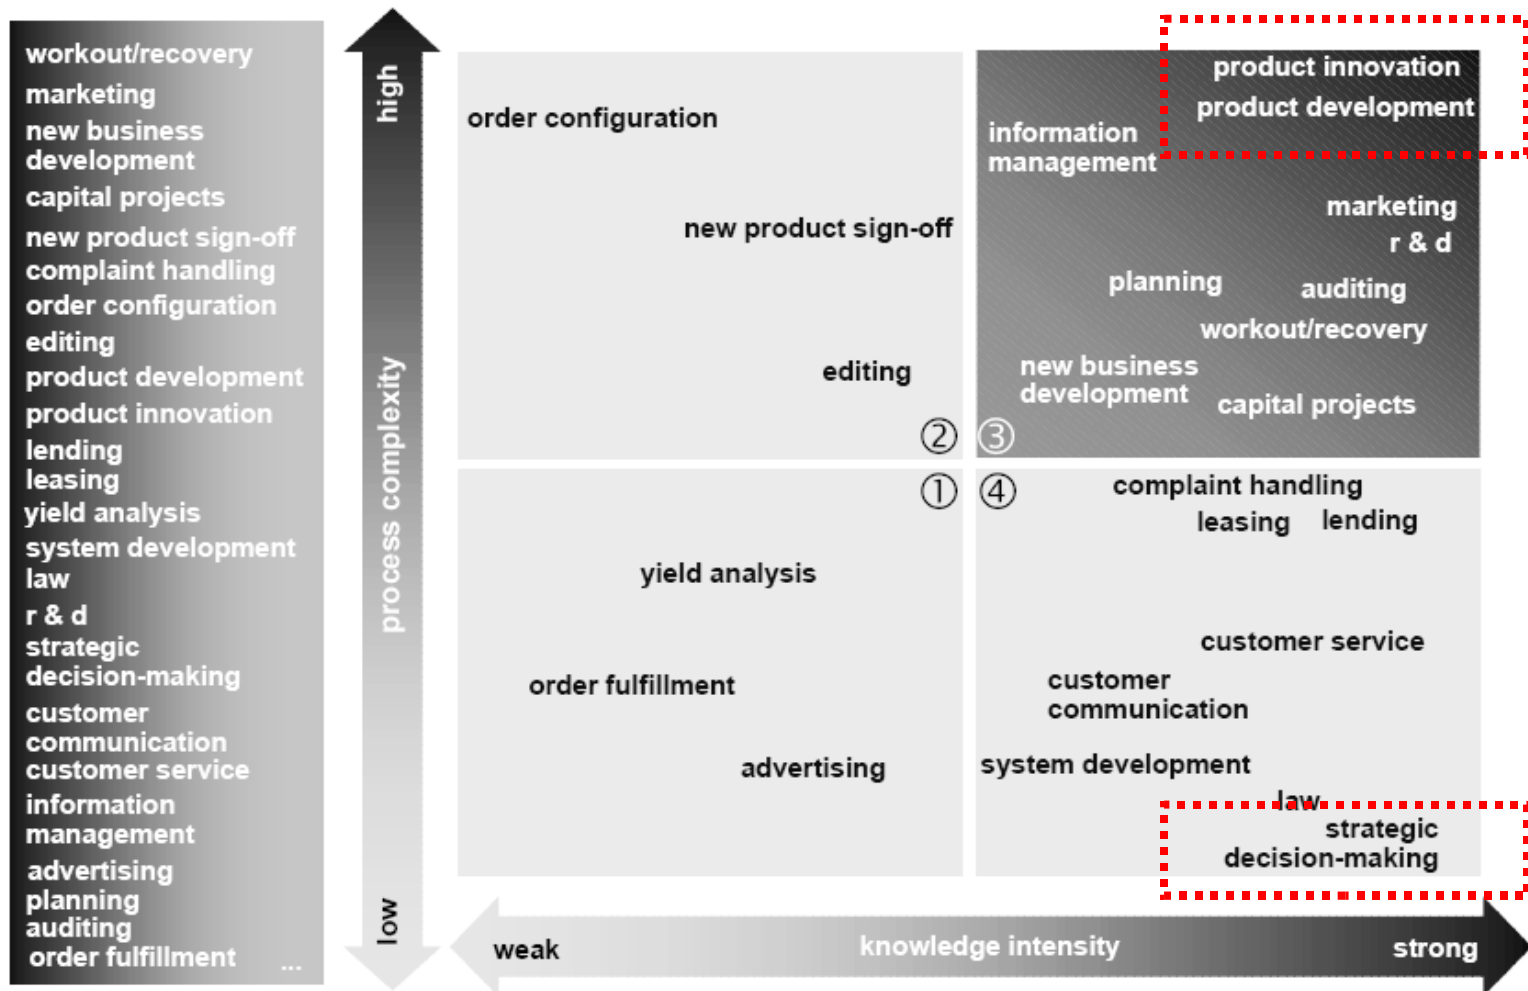 workout/recovery
marketing
new business
development
capital projects
new product sign-off
complaint handling
order configuration
editing
product development
product innovation
lending
leasing
yield analysis
system development
law
r & d
strategic
decision-making
customer
communication
customer service
information
management
advertising
planning
auditing
order fulfillment ...
high
process complexity
low
order configuration
new product sign-off
editing
②
product innovation
product development
information
management
marketing
r & d
planning
auditing
workout/recovery
new business
development
capital projects
③
①
yield analysis
order fulfillment
advertising
④
complaint handling
leasing
lending
customer service
customer
communication
system development
law
strategic
decision-making
weak
knowledge intensity
strong